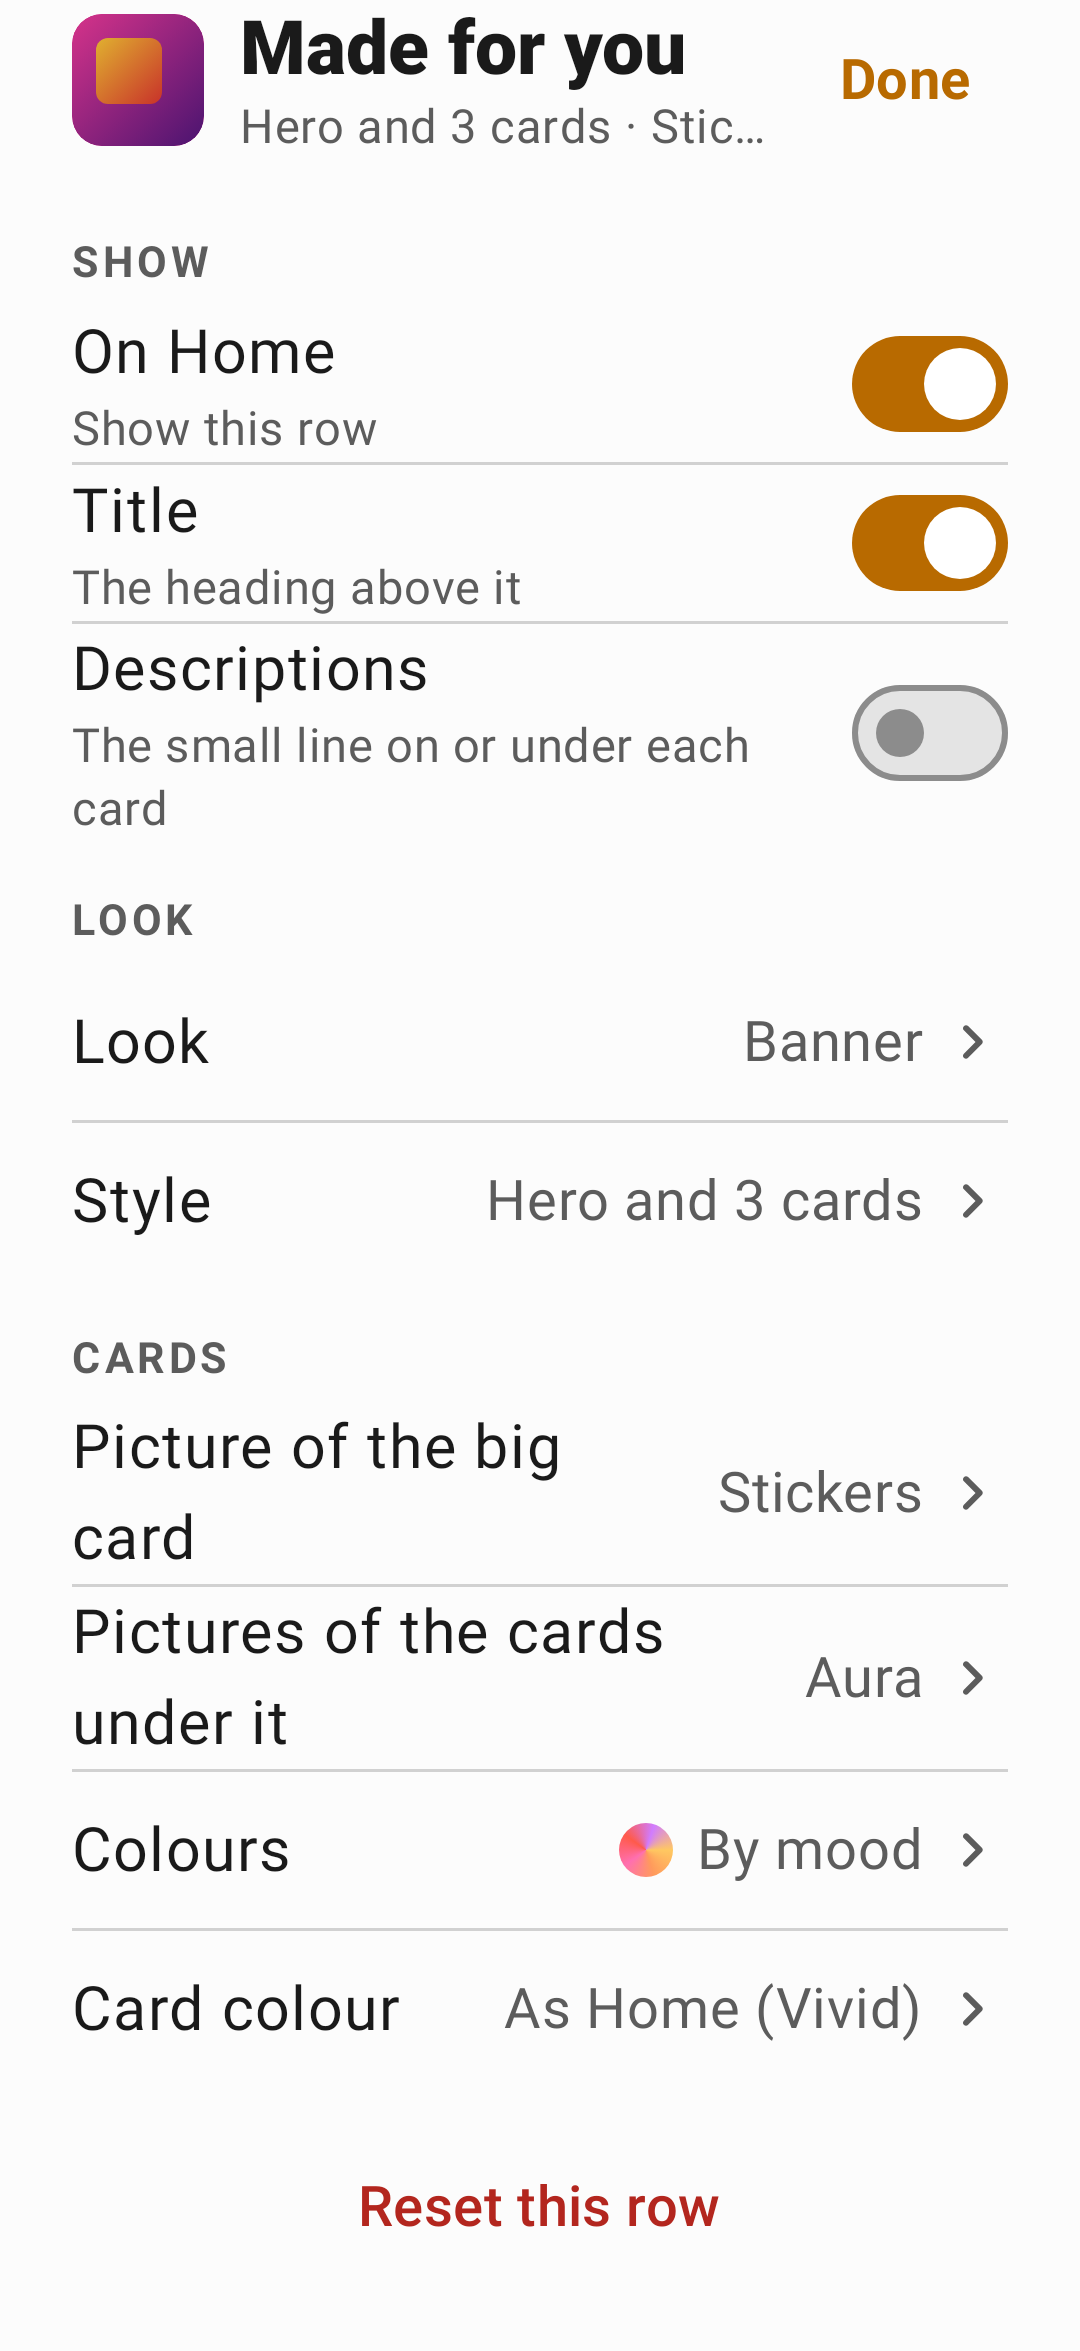 Made for you
Hero and 3 cards · Stic…
Done
SHOW
On Home
Show this row
Title
The heading above it
Descriptions
The small line on or under each
card
LOOK
Look
Banner
Style
Hero and 3 cards
CARDS
Picture of the big
card
Stickers
Pictures of the cards
under it
Aura
Colours
By mood
Card colour
As Home (Vivid)
Reset this row